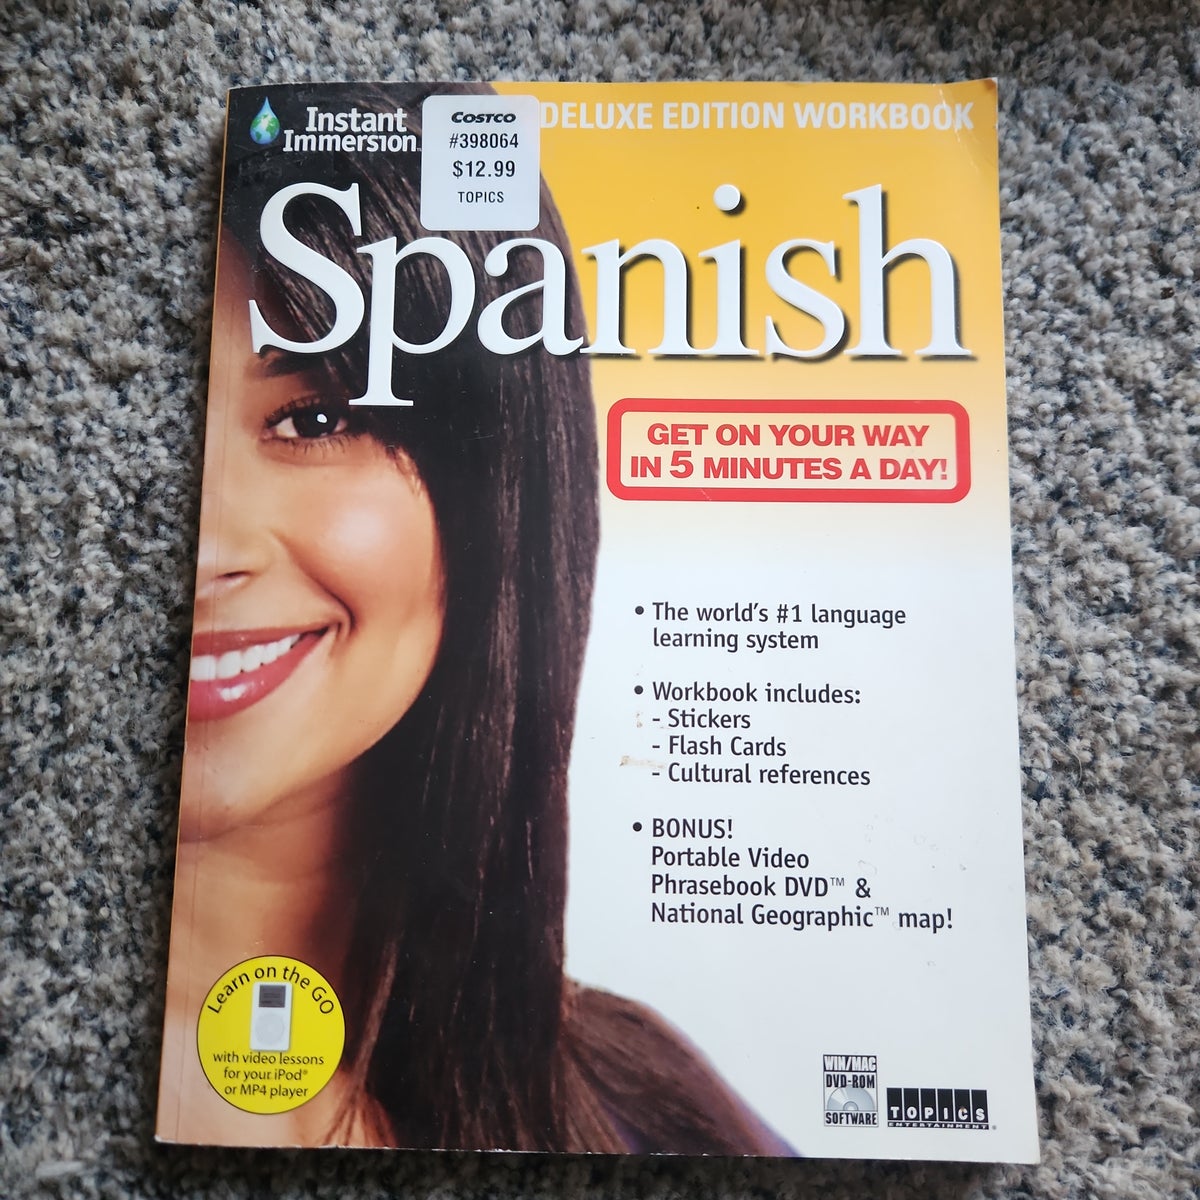 Instant
Immersion
COSTCO
#398064
$12.99
TOPICS
DELUXE EDITION WORKBOOK
Spanish
GET ON YOUR WAY
IN 5 MINUTES A DAY!
• The world's #1 language
learning system
• Workbook includes:
- Stickers
- Flash Cards
- Cultural references
• BONUS!
Portable Video
Phrasebook DVD™ &
National Geographic™ map!
Learn on the GO
with video lessons
for your iPod®
or MP4 player
WIN/MAC
DVD-ROM
SOFTWARE
TOPICS
ENTERTAINMENT®